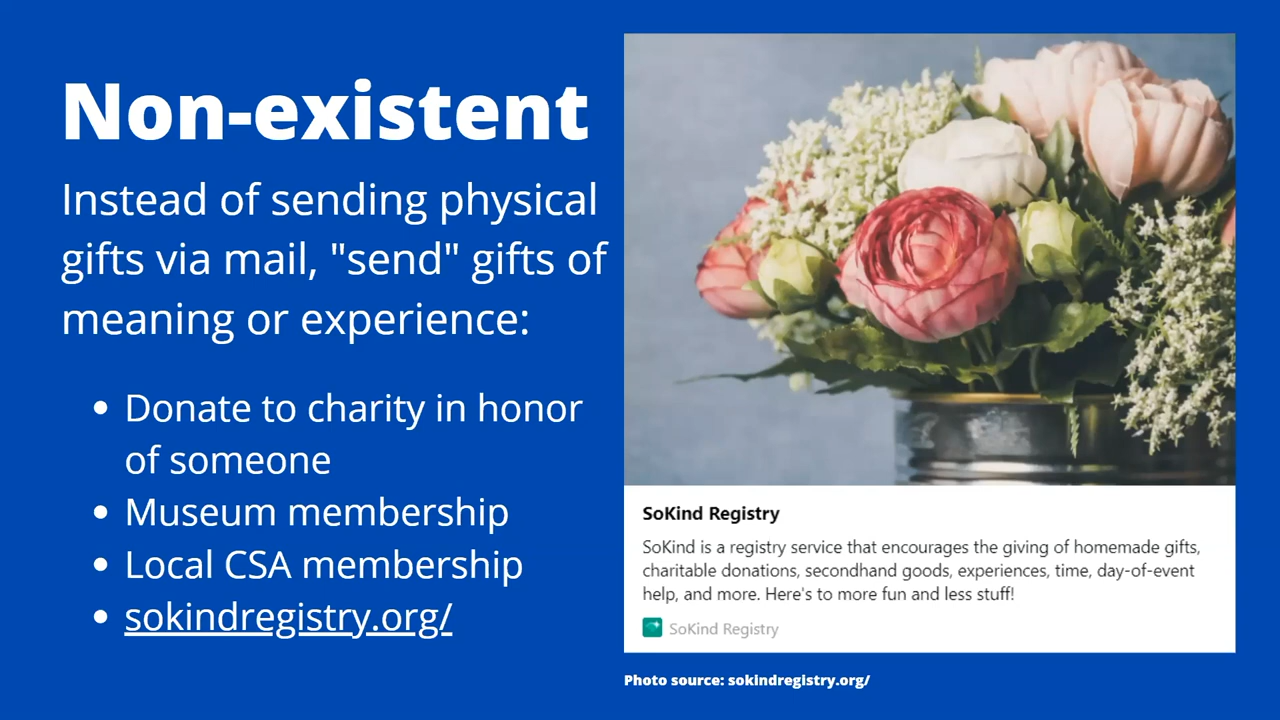 Non-existent
Instead of sending physical
gifts via mail, "send" gifts of
meaning or experience:
• Donate to charity in honor
of someone
• Museum membership
• Local CSA membership
• sokindregistry.org/
SoKind Registry
SoKind is a registry service that encourages the giving of homemade gifts,
charitable donations, secondhand goods, experiences, time, day-of-event
help, and more. Here's to more fun and less stuff!
SoKind Registry
Photo source: sokindregistry.org/